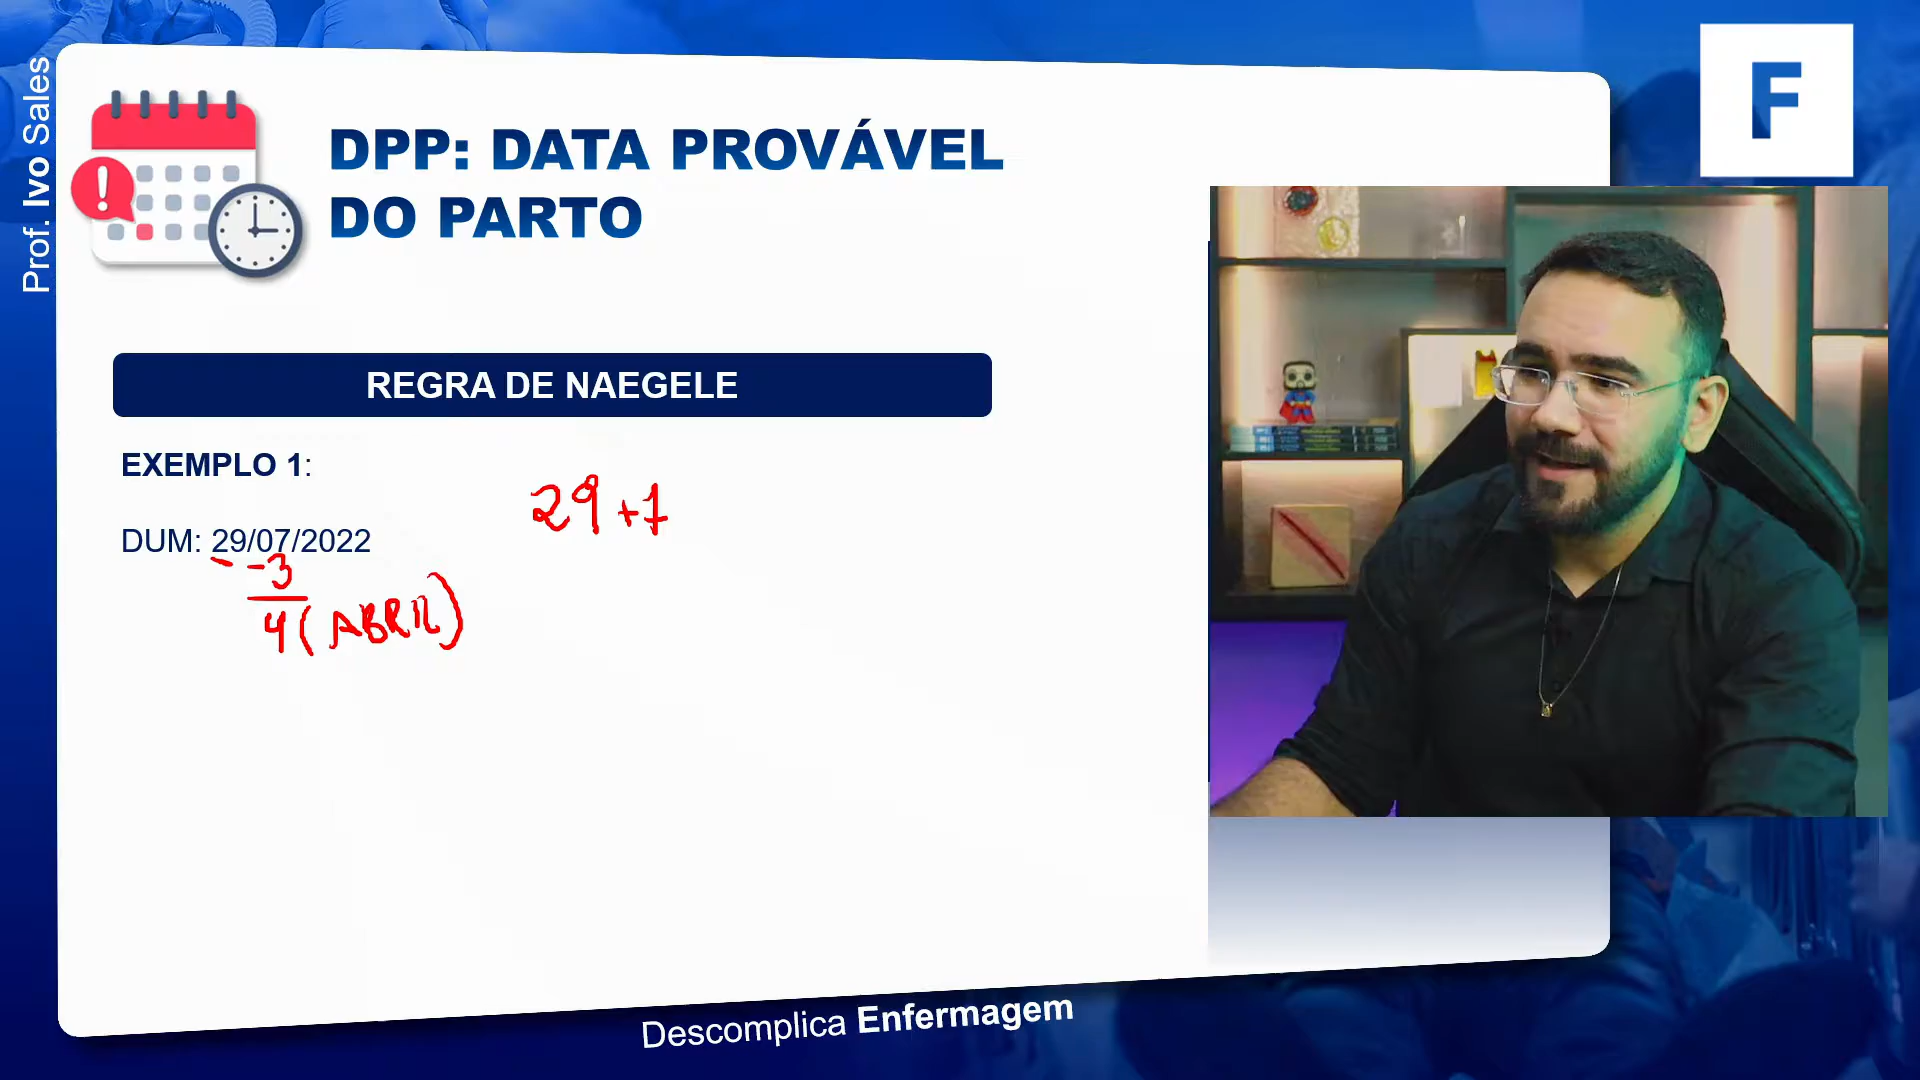 Prof. Ivo Sales
F
DPP: DATA PROVÁVEL
DO PARTO
REGRA DE NAEGELE
EXEMPLO 1:
29+7
DUM: 29/07/2022
-3
4 (ABRIL)
Descomplica Enfermagem